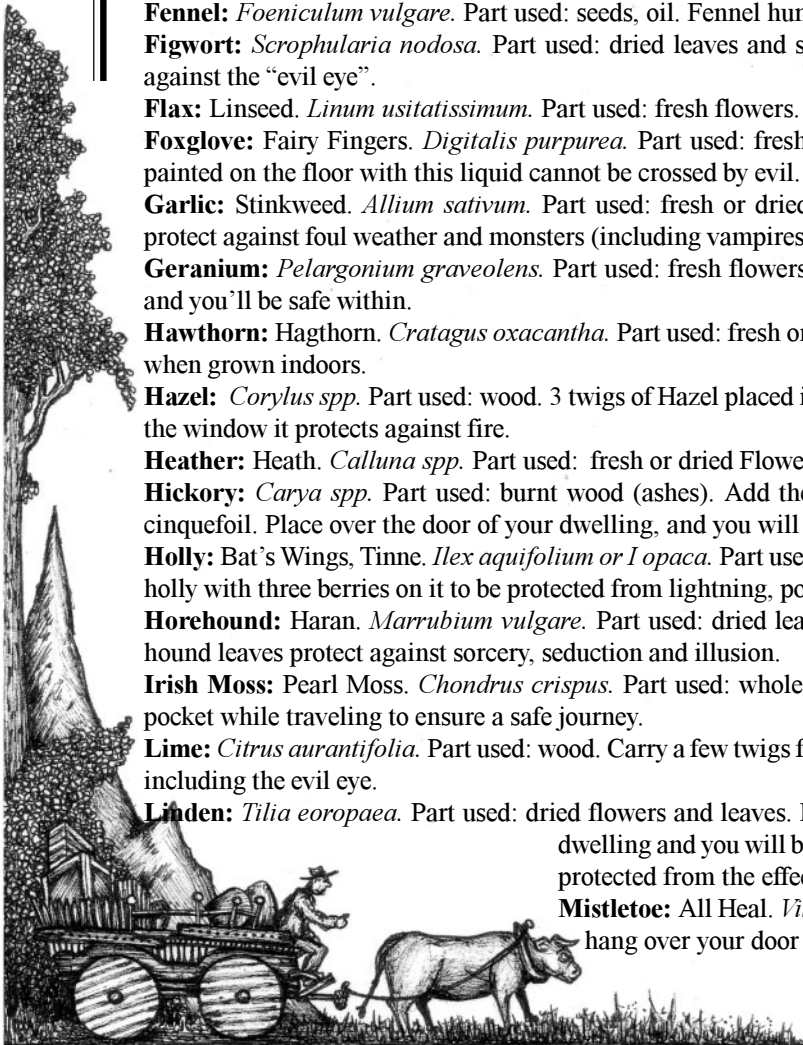 Fennel: Foeniculum vulgare. Part used: seeds, oil. Fennel hun
Figwort: Scrophularia nodosa. Part used: dried leaves and s
against the “evil eye”.
Flax: Linseed. Linum usitatissimum. Part used: fresh flowers.
Foxglove: Fairy Fingers. Digitalis purpurea. Part used: fresh
painted on the floor with this liquid cannot be crossed by evil.
Garlic: Stinkweed. Allium sativum. Part used: fresh or dried
protect against foul weather and monsters (including vampires
Geranium: Pelargonium graveolens. Part used: fresh flowers
and you’ll be safe within.
Hawthorn: Hagthorn. Cratagus oxacantha. Part used: fresh or
when grown indoors.
Hazel: Corylus spp. Part used: wood. 3 twigs of Hazel placed i
the window it protects against fire.
Heather: Heath. Calluna spp. Part used: fresh or dried Flowe
Hickory: Carya spp. Part used: burnt wood (ashes). Add the
cinquefoil. Place over the door of your dwelling, and you will
Holly: Bat’s Wings, Tinne. Ilex aquifolium or I opaca. Part use
holly with three berries on it to be protected from lightning, po
Horehound: Haran. Marrubium vulgare. Part used: dried lea
hound leaves protect against sorcery, seduction and illusion.
Irish Moss: Pearl Moss. Chondrus crispus. Part used: whole
pocket while traveling to ensure a safe journey.
Lime: Citrus aurantifolia. Part used: wood. Carry a few twigs f
including the evil eye.
Linden: Tilia eoropaea. Part used: dried flowers and leaves.
dwelling and you will b
protected from the effec
Mistletoe: All Heal. Vis
hang over your door